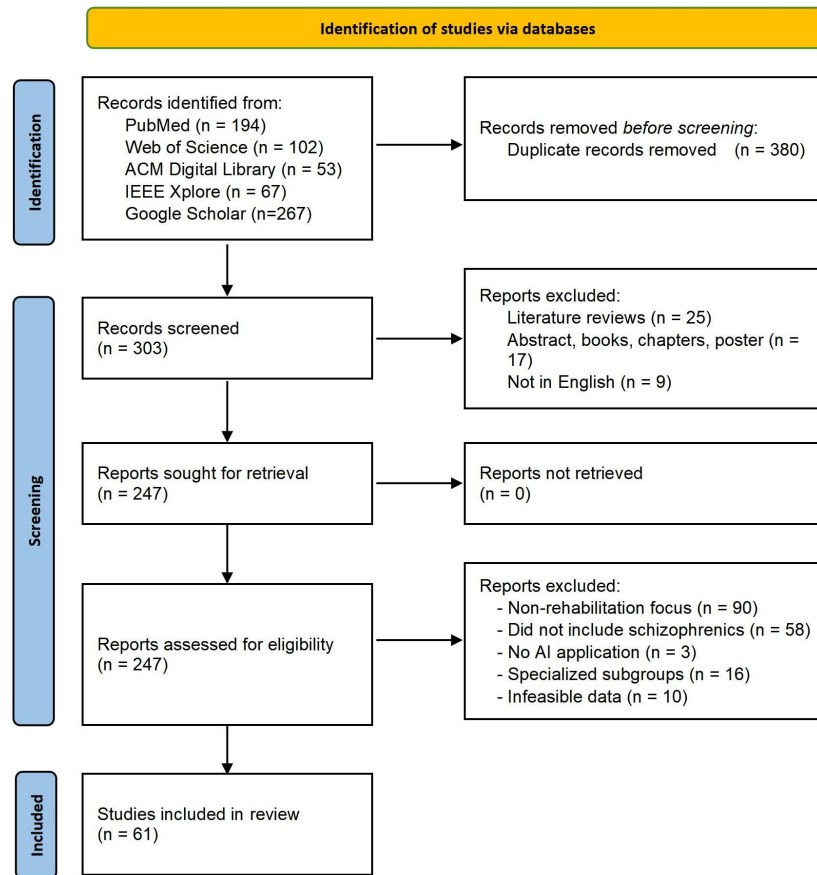 Identification of studies via databases
Identification
Records identified from:
PubMed (n = 194)
Web of Science (n = 102)
ACM Digital Library (n = 53)
IEEE Xplore (n = 67)
Google Scholar (n=267)
Records removed before screening:
Duplicate records removed (n = 380)
Screening
Records screened
(n = 303)
Reports excluded:
Literature reviews (n = 25)
Abstract, books, chapters, poster (n =
17)
Not in English (n = 9)
Reports sought for retrieval
(n = 247)
Reports not retrieved
(n = 0)
Reports assessed for eligibility
(n = 247)
Reports excluded:
- Non-rehabilitation focus (n = 90)
- Did not include schizophrenics (n = 58)
- No AI application (n = 3)
- Specialized subgroups (n = 16)
- Infeasible data (n = 10)
Included
Studies included in review
(n = 61)